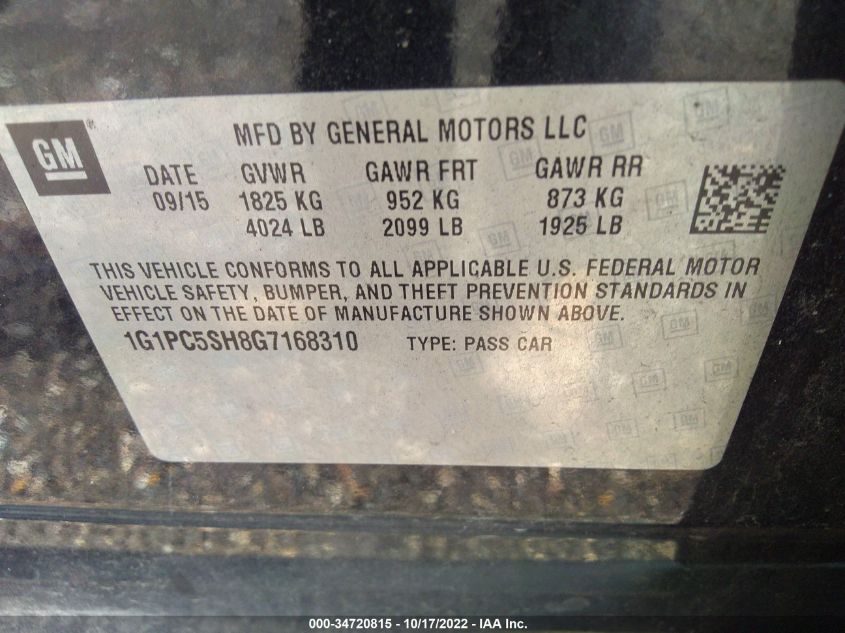 GM ®
MFD BY GENERAL MOTORS LLC
DATE GVWR GAWR FRT GAWR RR
09/15 1825 KG 952 KG 873 KG
4024 LB 2099 LB 1925 LB
THIS VEHICLE CONFORMS TO ALL APPLICABLE U.S. FEDERAL MOTOR
VEHICLE SAFETY, BUMPER, AND THEFT PREVENTION STANDARDS IN
EFFECT ON THE DATE OF MANUFACTURE SHOWN ABOVE.
1G1PC5SH8G7168310 TYPE: PASS CAR
000-34720815 - 10/17/2022 - IAA Inc.